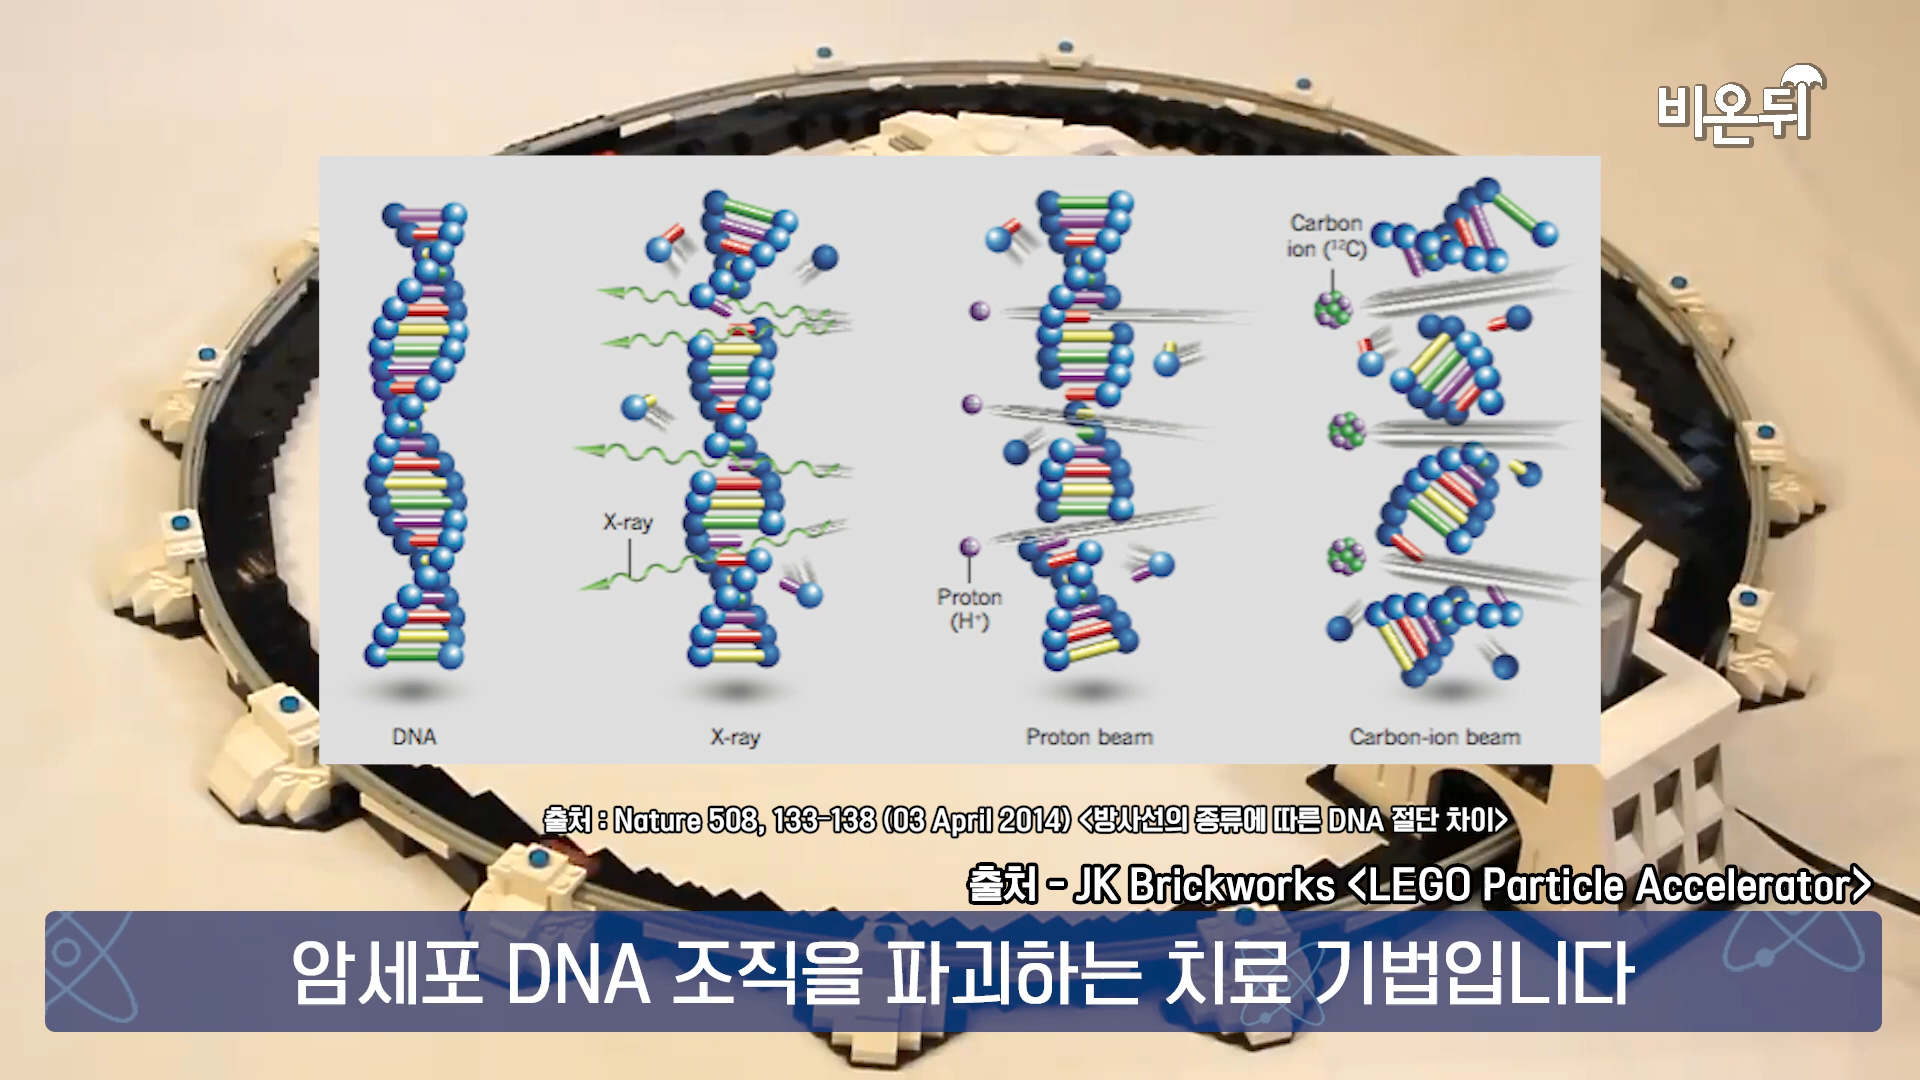 비온뒤
Carbon
ion (¹²C)
X-ray
Proton
(H⁺)
DNA
X-ray
Proton beam
Carbon-ion beam
출처 : Nature 508, 133-138 (03 April 2014) <방사선의 종류에 따른 DNA 절단 차이>
출처 - JK Brickworks <LEGO Particle Accelerator>
암세포 DNA 조직을 파괴하는 치료 기법입니다